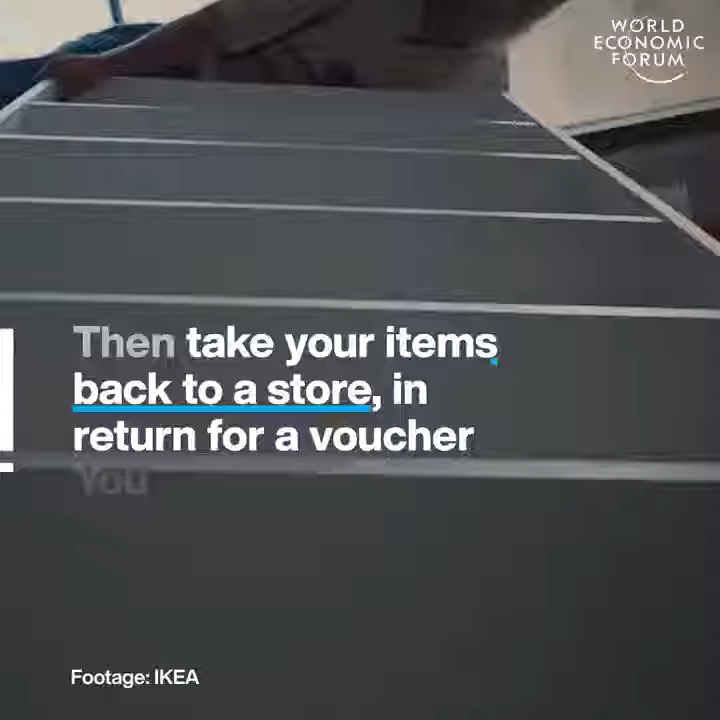 WORLD
ECONOMIC
FORUM
Then take your items
back to a store, in
return for a voucher
You
Footage: IKEA